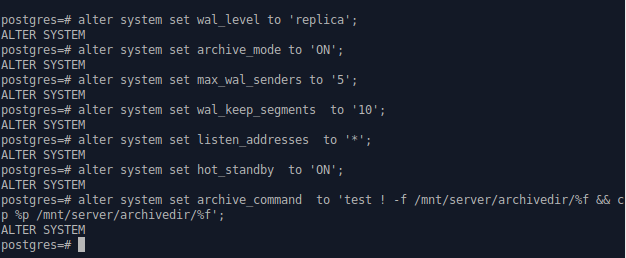 postgres=# alter system set wal_level to 'replica';
ALTER SYSTEM
postgres=# alter system set archive_mode to 'ON';
ALTER SYSTEM
postgres=# alter system set max_wal_senders to '5';
ALTER SYSTEM
postgres=# alter system set wal_keep_segments  to '10';
ALTER SYSTEM
postgres=# alter system set listen_addresses  to '*';
ALTER SYSTEM
postgres=# alter system set hot_standby  to 'ON';
ALTER SYSTEM
postgres=# alter system set archive_command  to 'test ! -f /mnt/server/archivedir/%f && c
p %p /mnt/server/archivedir/%f';
ALTER SYSTEM
postgres=#